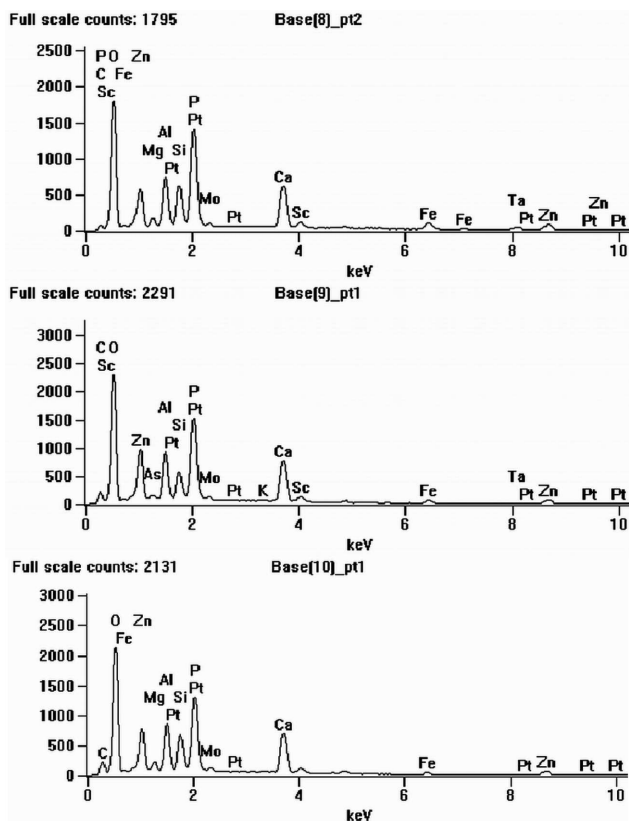 Full scale counts: 1795 Base(8)_pt2
2500
P O Zn
C Fe
Sc
2000
P
1500
Al
Pt
Mg Si
1000
Pt
Ca
Mo
500
Pt
Sc
Fe
Fe
Ta
Pt
Zn
Zn
Pt
Pt
0
0 2 4 6 8 10
keV
Full scale counts: 2291 Base(9)_pt1
3000
C O
Sc
2500
2000
P
Al
Pt
1500
Si
Zn
Pt
1000
Ca
As
Mo
500
Pt
K
Sc
Fe
Ta
Pt
Zn
Pt
Pt
0
0 2 4 6 8 10
keV
Full scale counts: 2131 Base(10)_pt1
3000
O Zn
2500
Fe
2000
P
Al
1500
Mg Si
Pt
Pt
1000
Ca
C
Mo
500
Pt
Fe
Pt
Zn
Pt
Pt
0
0 2 4 6 8 10
keV